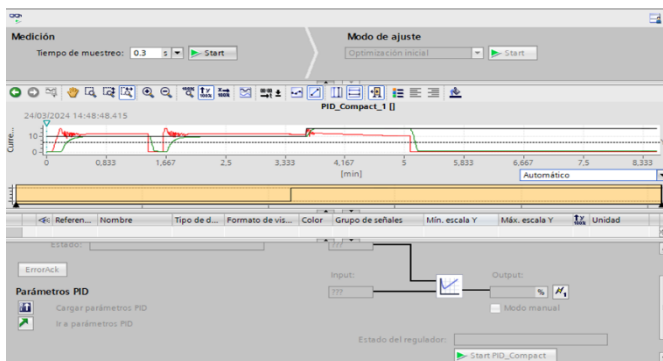 Medición
Modo de ajuste
Tiempo de muestreo: 0.3 s Start
Optimización inicial Start
PID_Compact_1 []
24/03/2024 14:48:48.415
Curre...
10
0
0 0,833 1,667 2,5 3,333 4,167 5 5,833 6,667 7,5 8,333
[min]
Automático
Referen... Nombre Tipo de d... Formato de vis... Color Grupo de señales Mín. escala Y Máx. escala Y Unidad
Estado: ???
ErrorAck
Input: Output:
??? %
Parámetros PID
Cargar parámetros PID
Modo manual
Ir a parámetros PID
Estado del regulador:
Start PID_Compact